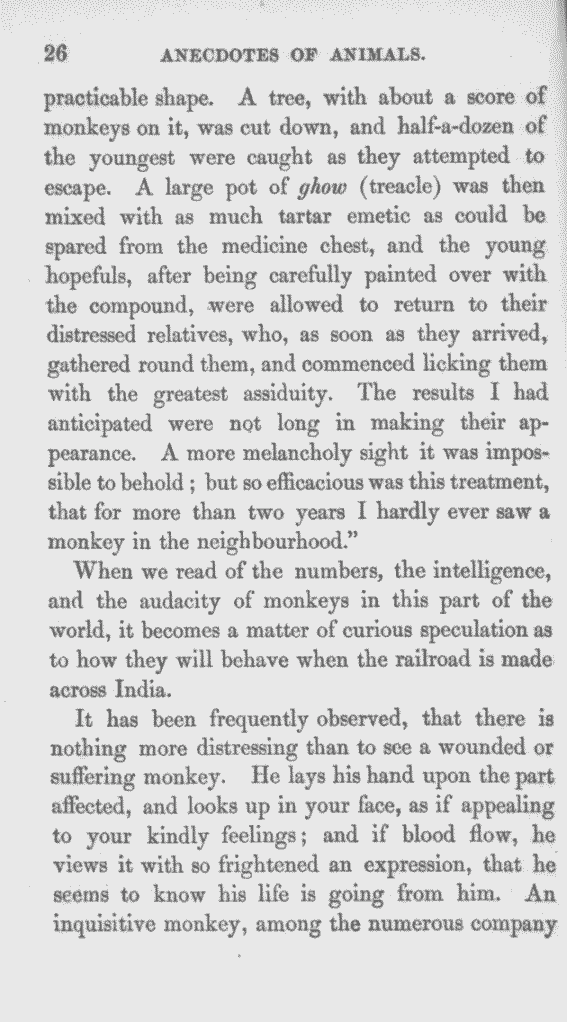 26 ANECDOTES OF ANIMALS.
practicable shape. A tree, with about a score of
monkeys on it, was cut down, and half-a-dozen of
the youngest were caught as they attempted to
escape. A large pot of ghow (treacle) was then
mixed with as much tartar emetic as could be
spared from the medicine chest, and the young
hopefuls, after being carefully painted over with
the compound, were allowed to return to their
distressed relatives, who, as soon as they arrived,
gathered round them, and commenced licking them
with the greatest assiduity. The results I had
anticipated were not long in making their ap-
pearance. A more melancholy sight it was impos-
sible to behold ; but so efficacious was this treatment,
that for more than two years I hardly ever saw a
monkey in the neighbourhood."
When we read of the numbers, the intelligence,
and the audacity of monkeys in this part of the
world, it becomes a matter of curious speculation as
to how they will behave when the railroad is made
across India.
It has been frequently observed, that there is
nothing more distressing than to see a wounded or
suffering monkey. He lays his hand upon the part
affected, and looks up in your face, as if appealing
to your kindly feelings ; and if blood flow, he
views it with so frightened an expression, that he
seems to know his life is going from him. An
inquisitive monkey, among the numerous company